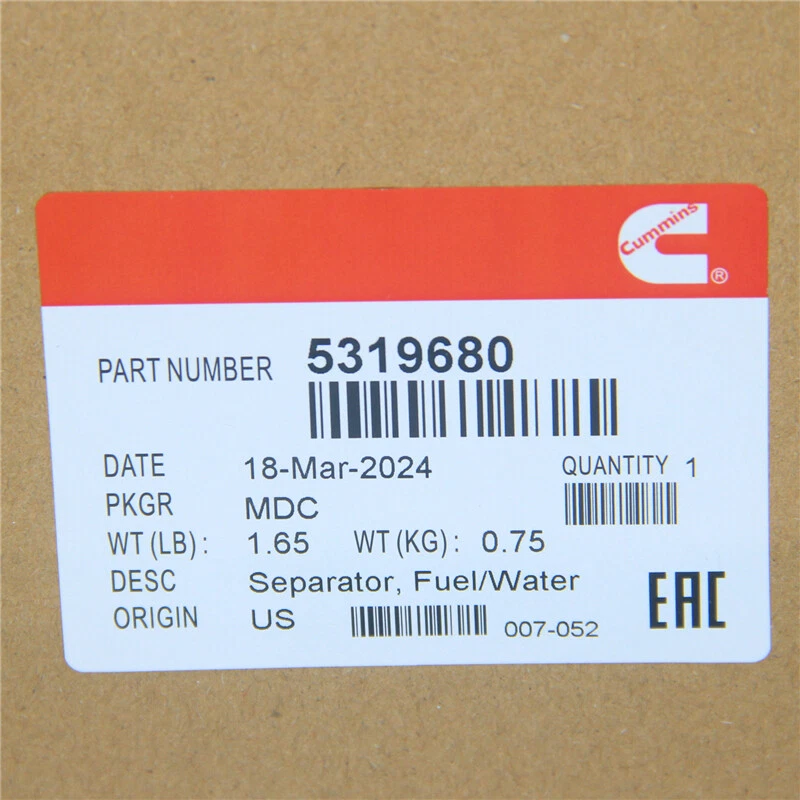 Cummins
®
PART NUMBER 5319680
DATE 18-Mar-2024 QUANTITY 1
PKGR MDC
WT (LB) : 1.65 WT (KG) : 0.75
DESC Separator, Fuel/Water
ORIGIN US 007-052
EAC